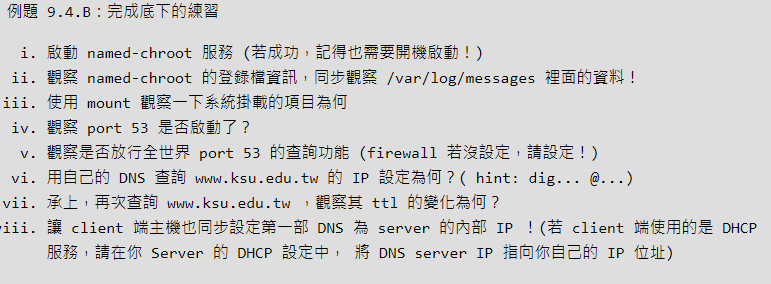 例題 9.4.B：完成底下的練習
i. 啟動 named-chroot 服務 (若成功，記得也需要開機啟動！)
ii. 觀察 named-chroot 的登錄檔資訊，同步觀察 /var/log/messages 裡面的資料！
iii. 使用 mount 觀察一下系統掛載的項目為何
iv. 觀察 port 53 是否啟動了？
v. 觀察是否放行全世界 port 53 的查詢功能 (firewall 若沒設定，請設定！)
vi. 用自己的 DNS 查詢 www.ksu.edu.tw 的 IP 設定為何？( hint: dig... @...)
vii. 承上，再次查詢 www.ksu.edu.tw ，觀察其 ttl 的變化為何？
viii. 讓 client 端主機也同步設定第一部 DNS 為 server 的內部 IP ！(若 client 端使用的是 DHCP
服務，請在你 Server 的 DHCP 設定中， 將 DNS server IP 指向你自己的 IP 位址)